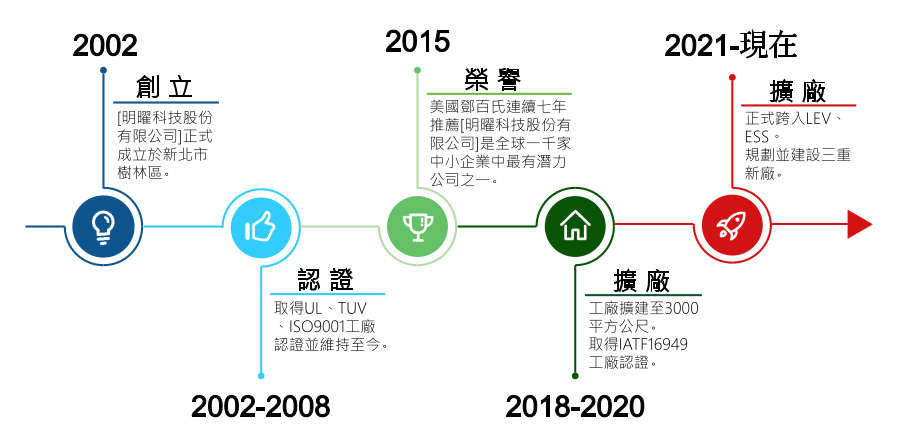 2002
創立
[明曜科技股份
有限公司]正式
成立於新北市
樹林區。
認證
取得UL、TUV
、ISO9001工廠
認證並維持至今。
2002-2008
2015
榮譽
美國鄧百氏連續七年
推薦[明曜科技股份有
限公司]是全球一千家
中小企業中最有潛力
公司之一。
擴廠
工廠擴建至3000
平方公尺。
取得IATF16949
工廠認證。
2018-2020
2021-現在
擴廠
正式跨入LEV、
ESS。
規劃並建設三重
新廠。